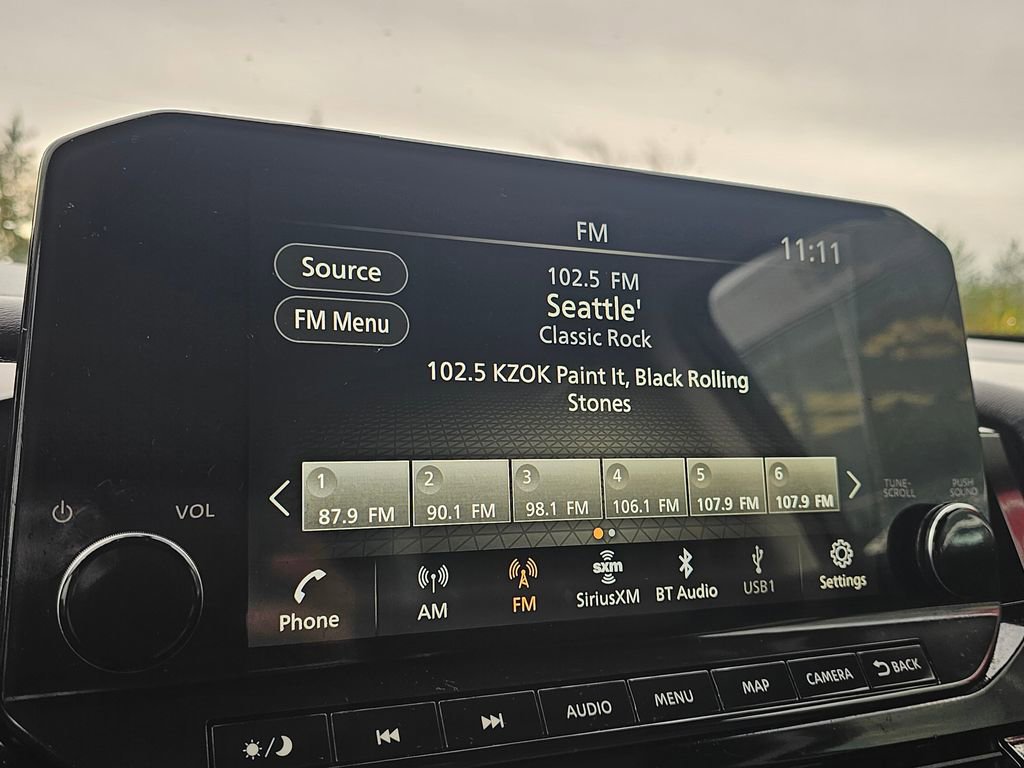 FM
11:11
Source
102.5 FM
Seattle'
FM Menu
Classic Rock
102.5 KZOK Paint It, Black Rolling
Stones
1
2
3
4
5
6
87.9 FM
90.1 FM
98.1 FM
106.1 FM
107.9 FM
107.9 FM
VOL
TUNE-
SCROLL
PUSH
SOUND
Phone
AM
FM
sxm
SiriusXM
BT Audio
USB1
Settings
AUDIO
MENU
MAP
CAMERA
BACK